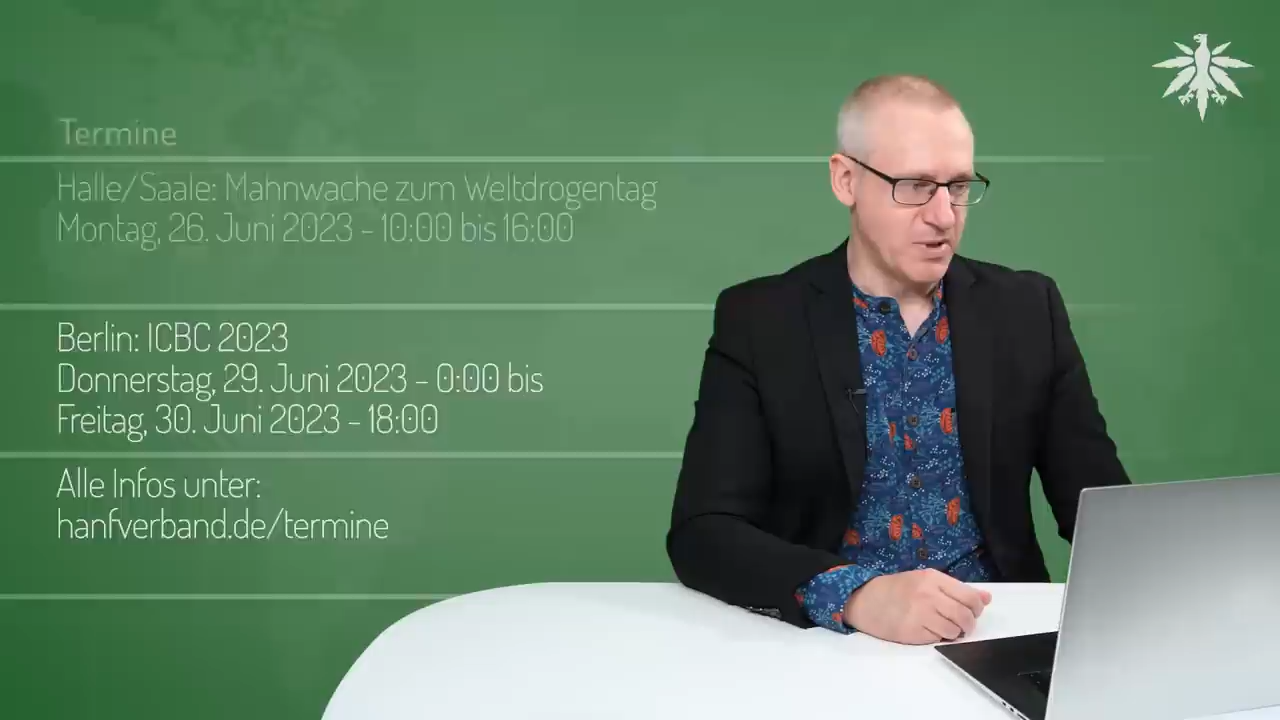 Termine
Halle/Saale: Mahnwache zum Weltdrogentag
Montag, 26. Juni 2023 - 10:00 bis 16:00
Berlin: ICBC 2023
Donnerstag, 29. Juni 2023 - 0:00 bis
Freitag, 30. Juni 2023 - 18:00
Alle Infos unter:
hanfverband.de/termine